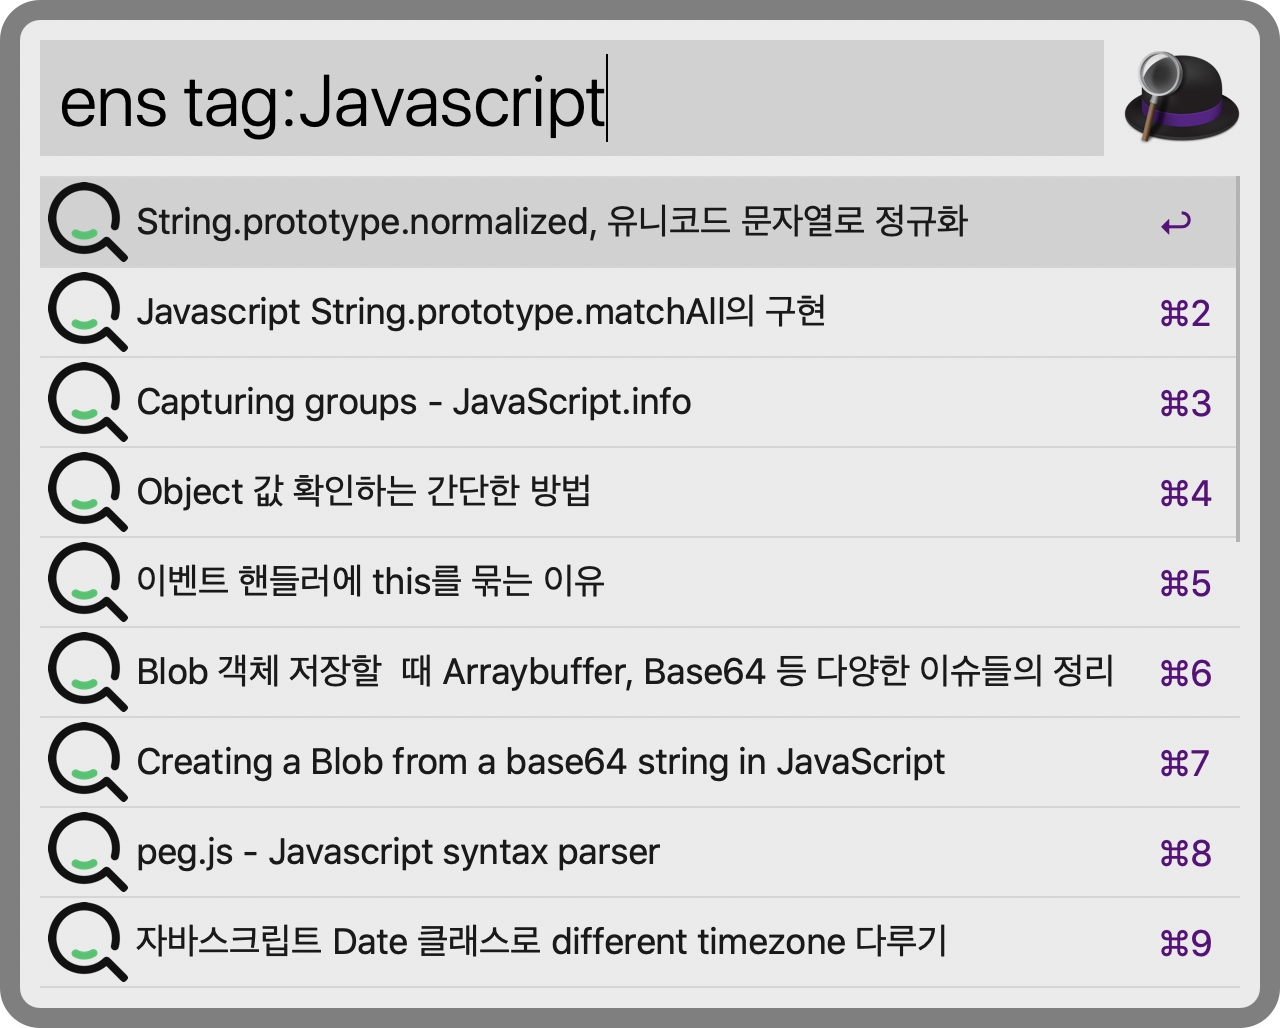 ens tag:Javascript
String.prototype.normalized, 유니코드 문자열로 정규화 ↩
Javascript String.prototype.matchAll의 구현 ⌘2
Capturing groups - JavaScript.info ⌘3
Object 값 확인하는 간단한 방법 ⌘4
이벤트 핸들러에 this를 묶는 이유 ⌘5
Blob 객체 저장할  때 Arraybuffer, Base64 등 다양한 이슈들의 정리 ⌘6
Creating a Blob from a base64 string in JavaScript ⌘7
peg.js - Javascript syntax parser ⌘8
자바스크립트 Date 클래스로 different timezone 다루기 ⌘9